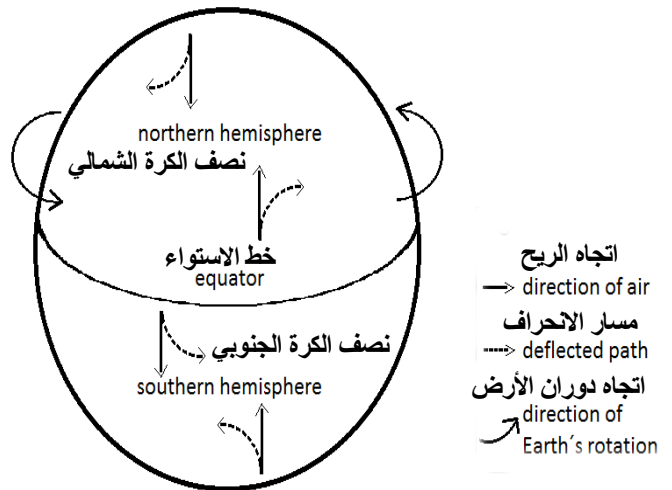 northern hemisphere
نصف الكرة الشمالي
خط الاستواء
equator
نصف الكرة الجنوبي
southern hemisphere
اتجاه الريح
direction of air
مسار الانحراف
deflected path
اتجاه دوران الأرض
direction of
Earth´s rotation